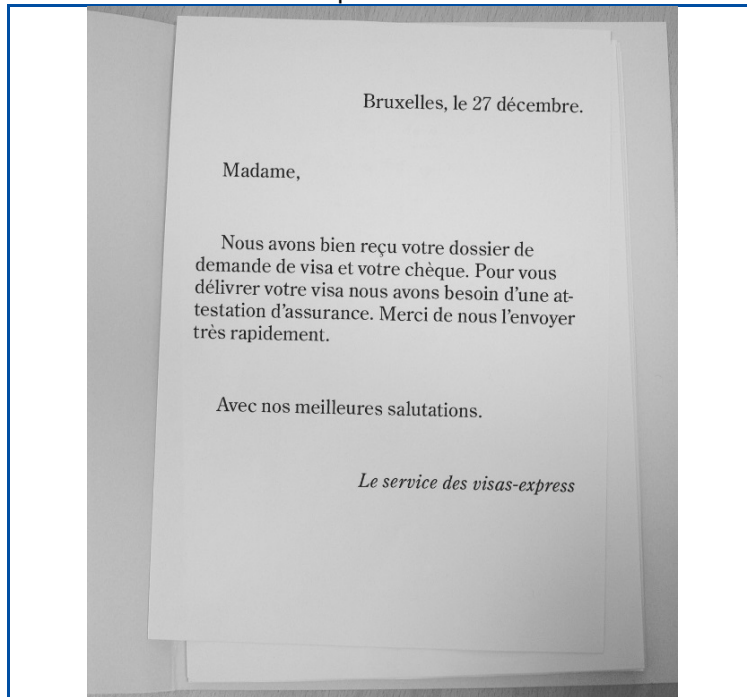 Bruxelles, le 27 décembre.
Madame,
Nous avons bien reçu votre dossier de
demande de visa et votre chèque. Pour vous
délivrer votre visa nous avons besoin d'une at-
testation d'assurance. Merci de nous l'envoyer
très rapidement.
Avec nos meilleures salutations.
Le service des visas-express